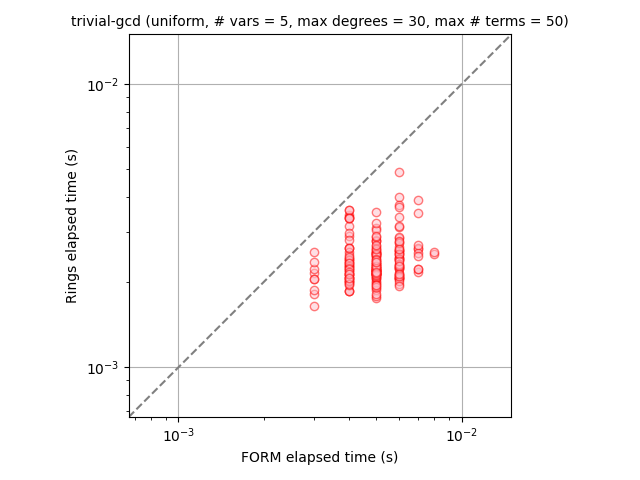 trivial-gcd (uniform, # vars = 5, max degrees = 30, max # terms = 50)
Rings elapsed time (s)
10⁻²
10⁻³
10⁻³ 10⁻²
FORM elapsed time (s)